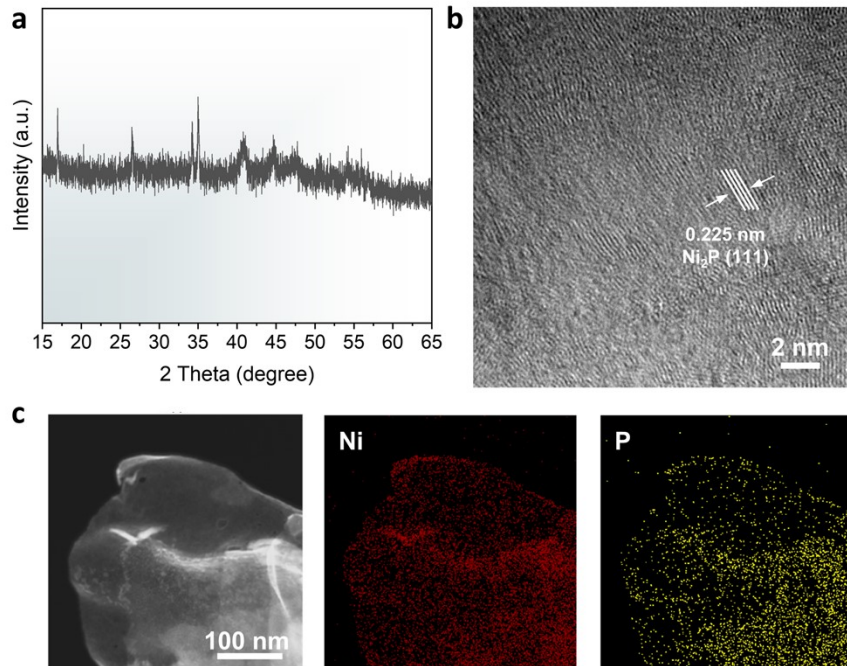 a
Intensity (a.u.)
15 20 25 30 35 40 45 50 55 60 65
2 Theta (degree)
b
0.225 nm
Ni₂P (111)
2 nm
c
100 nm
Ni
P